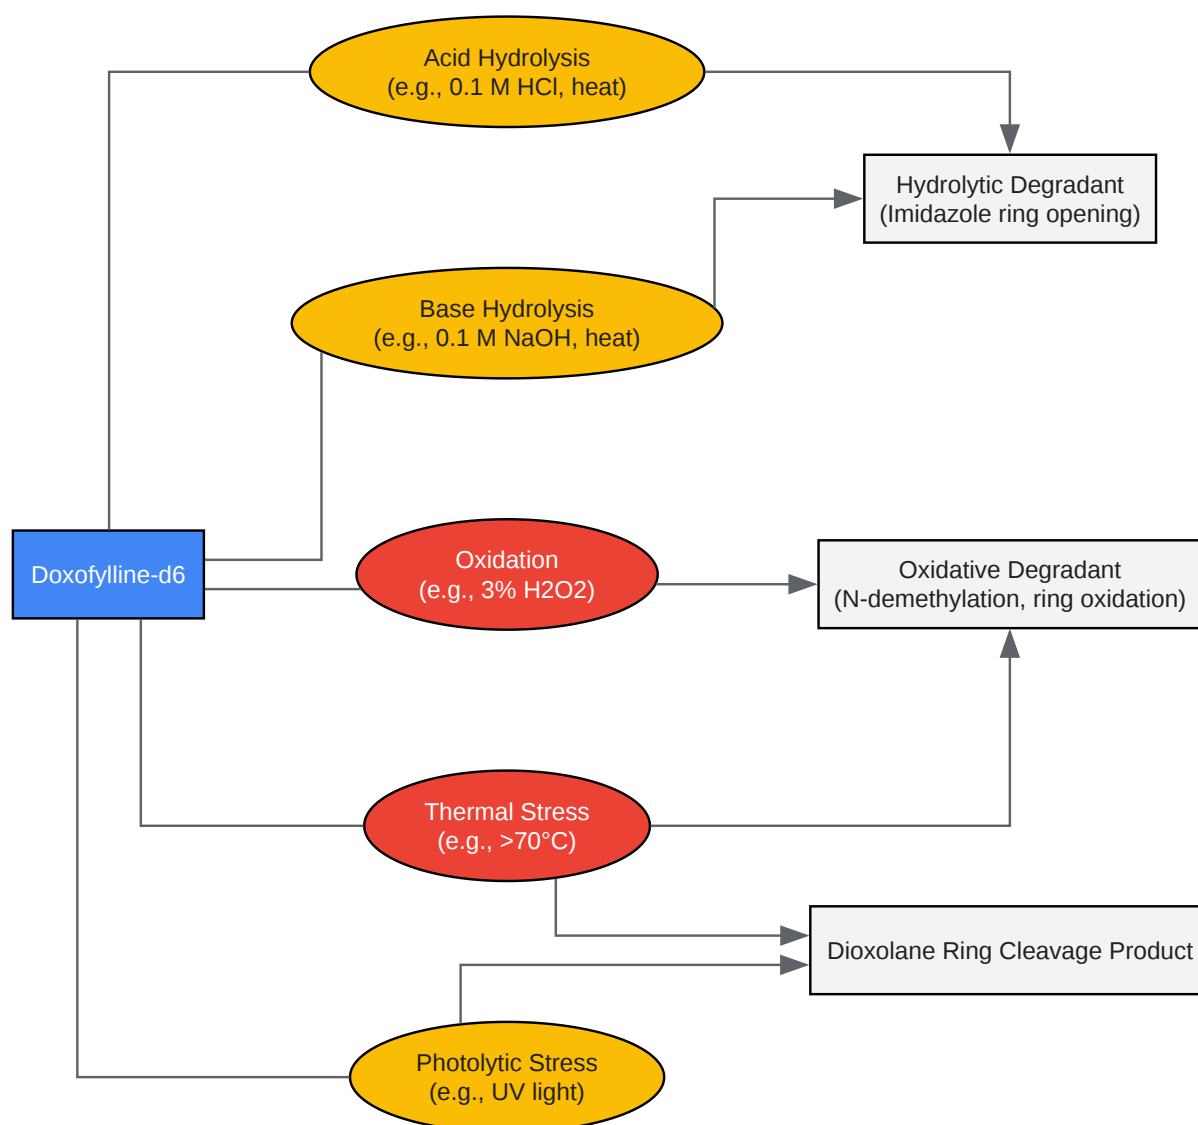 Acid Hydrolysis
(e.g., 0.1 M HCl, heat)
Hydrolytic Degradant
(Imidazole ring opening)
Base Hydrolysis
(e.g., 0.1 M NaOH, heat)
Doxofylline-d6
Oxidation
(e.g., 3% H2O2)
Oxidative Degradant
(N-demethylation, ring oxidation)
Thermal Stress
(e.g., >70°C)
Dioxolane Ring Cleavage Product
Photolytic Stress
(e.g., UV light)